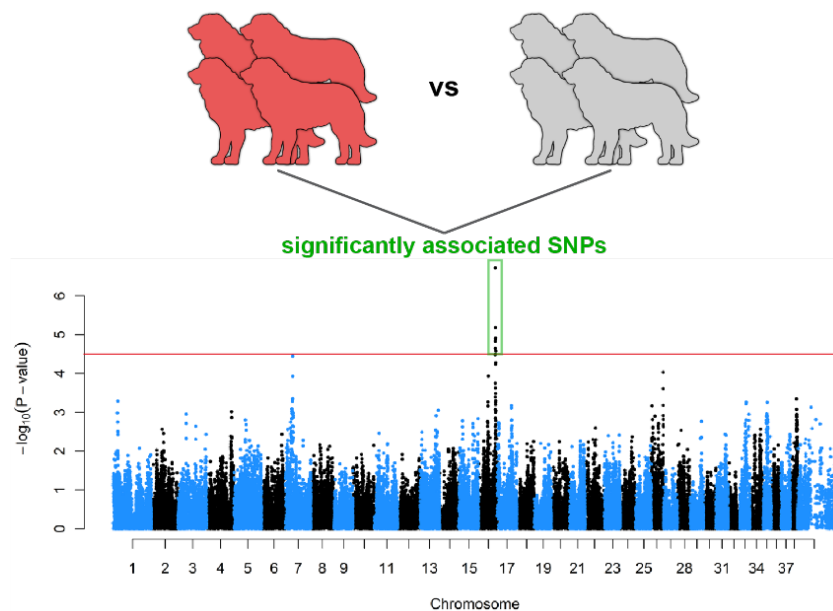 vs
significantly associated SNPs
6
5
4
3
2
1
0
−log10(P−value)
1 2 3 4 5 6 7 8 9 11 13 15 17 19 21 23 25 28 31 34 37
Chromosome